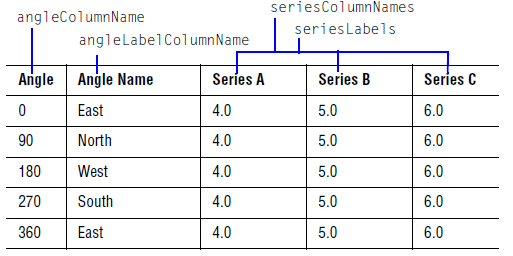 seriesColumnNames
angleColumnName
seriesLabels
angleLabelColumnName
Angle Angle Name Series A Series B Series C
0 East 4.0 5.0 6.0
90 North 4.0 5.0 6.0
180 West 4.0 5.0 6.0
270 South 4.0 5.0 6.0
360 East 4.0 5.0 6.0